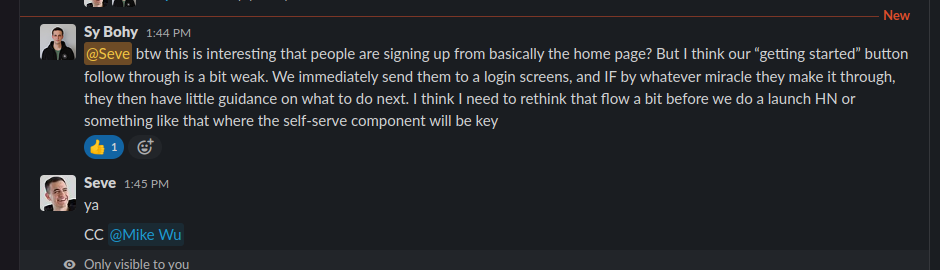 New
Sy Bohy 1:44 PM
@Seve btw this is interesting that people are signing up from basically the home page? But I think our “getting started” button
follow through is a bit weak. We immediately send them to a login screens, and IF by whatever miracle they make it through,
they then have little guidance on what to do next. I think I need to rethink that flow a bit before we do a launch HN or
something like that where the self-serve component will be key
1
Seve 1:45 PM
ya
CC @Mike Wu
Only visible to you